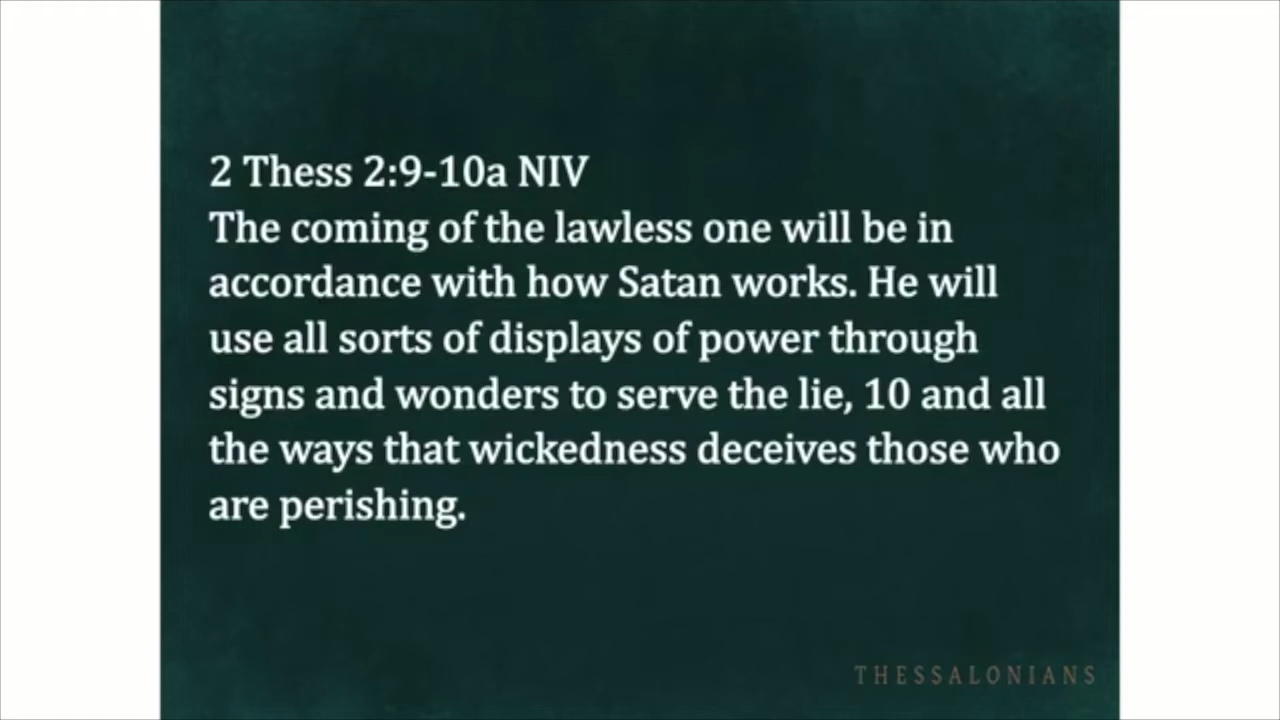 2 Thess 2:9-10a NIV
The coming of the lawless one will be in
accordance with how Satan works. He will
use all sorts of displays of power through
signs and wonders to serve the lie, 10 and all
the ways that wickedness deceives those who
are perishing.
THESSALONIANS